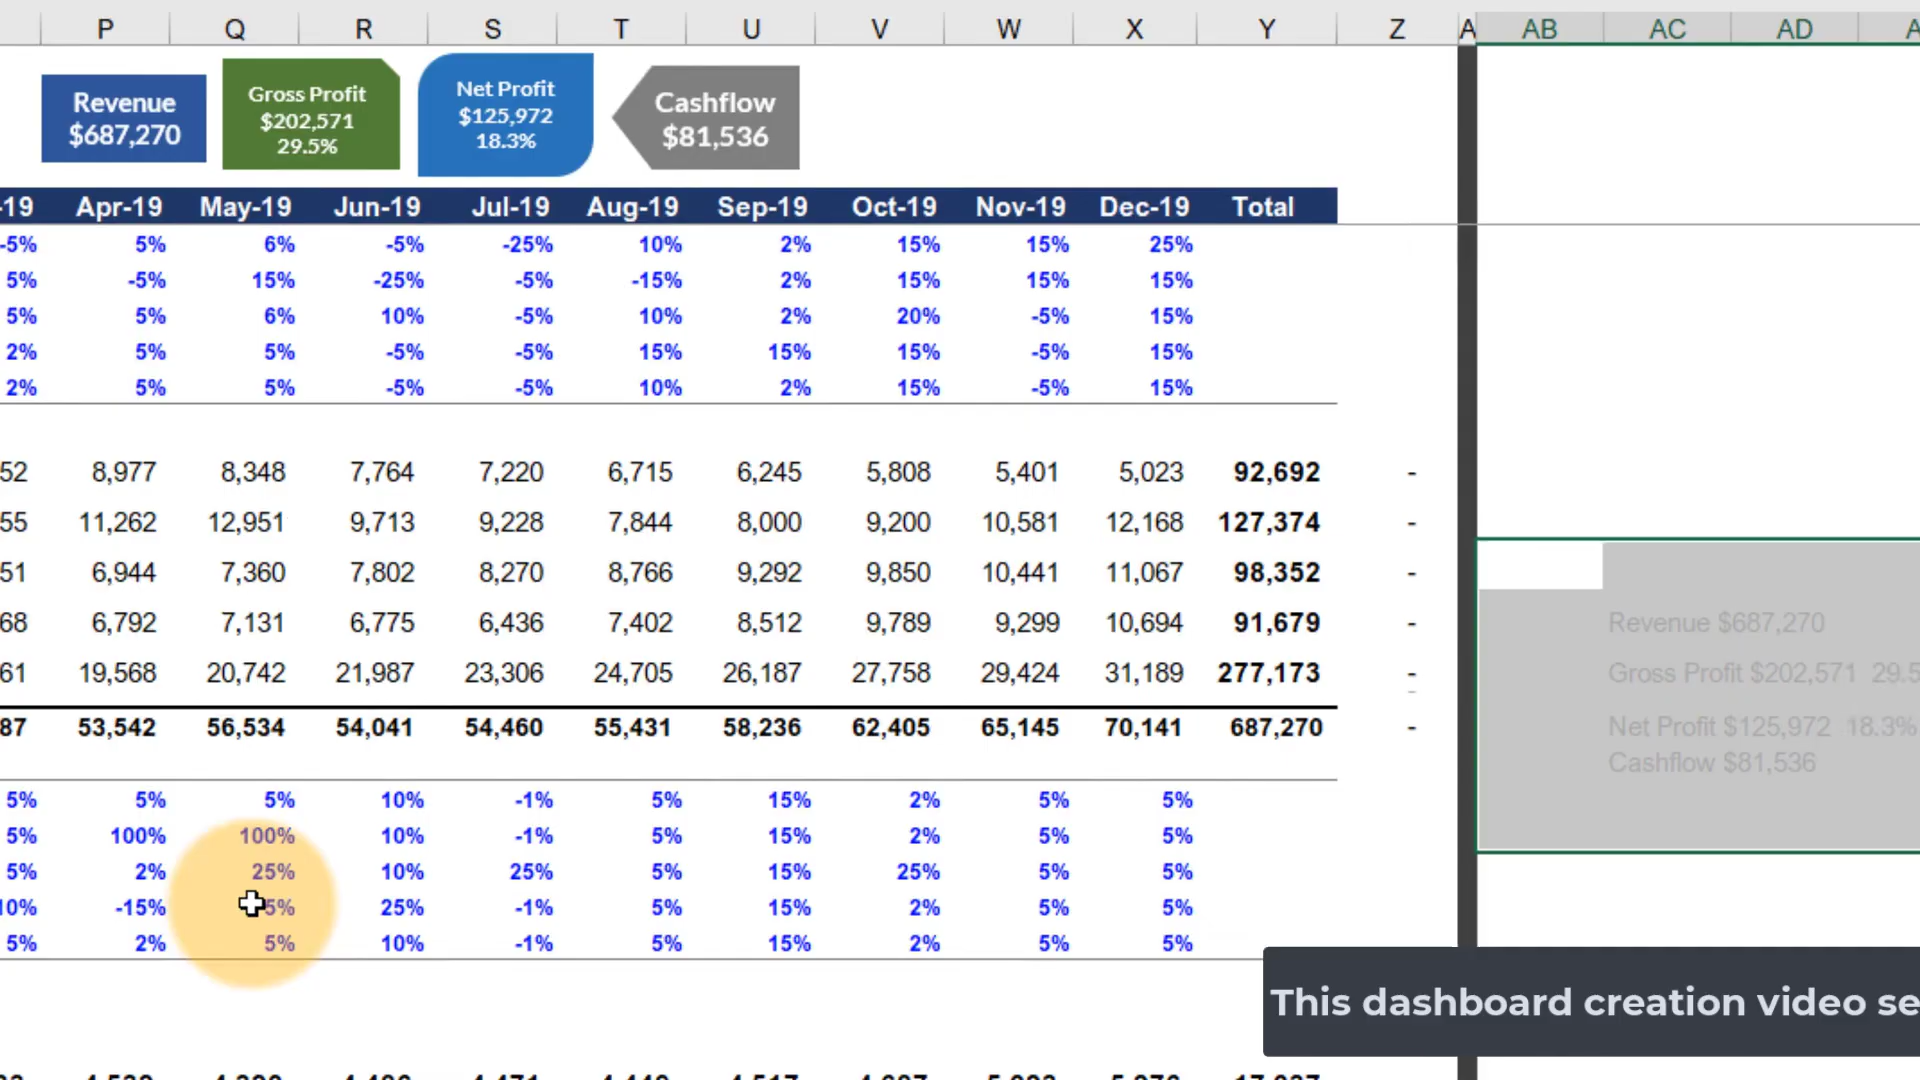 P Q R S T U V W X Y Z A AB AC AD
Revenue
$687,270
Gross Profit
$202,571
29.5%
Net Profit
$125,972
18.3%
Cashflow
$81,536
-19 Apr-19 May-19 Jun-19 Jul-19 Aug-19 Sep-19 Oct-19 Nov-19 Dec-19 Total
-5% 5% 6% -5% -25% 10% 2% 15% 15% 25%
5% -5% 15% -25% -5% -15% 2% 15% 15% 15%
5% 5% 6% 10% -5% 10% 2% 20% -5% 15%
2% 5% 5% -5% -5% 15% 15% 15% -5% 15%
2% 5% 5% -5% -5% 10% 2% 15% -5% 15%
52 8,977 8,348 7,764 7,220 6,715 6,245 5,808 5,401 5,023 92,692 -
55 11,262 12,951 9,713 9,228 7,844 8,000 9,200 10,581 12,168 127,374 -
51 6,944 7,360 7,802 8,270 8,766 9,292 9,850 10,441 11,067 98,352 -
68 6,792 7,131 6,775 6,436 7,402 8,512 9,789 9,299 10,694 91,679 -
61 19,568 20,742 21,987 23,306 24,705 26,187 27,758 29,424 31,189 277,173 -
87 53,542 56,534 54,041 54,460 55,431 58,236 62,405 65,145 70,141 687,270 -
Revenue $687,270
Gross Profit $202,571 29.5
Net Profit $125,972 18.3%
Cashflow $81,536
5% 5% 5% 10% -1% 5% 15% 2% 5% 5%
5% 100% 100% 10% -1% 5% 15% 2% 5% 5%
5% 2% 25% 10% 25% 5% 15% 25% 5% 5%
10% -15% 5% 25% -1% 5% 15% 2% 5% 5%
5% 2% 5% 10% -1% 5% 15% 2% 5% 5%
This dashboard creation video se